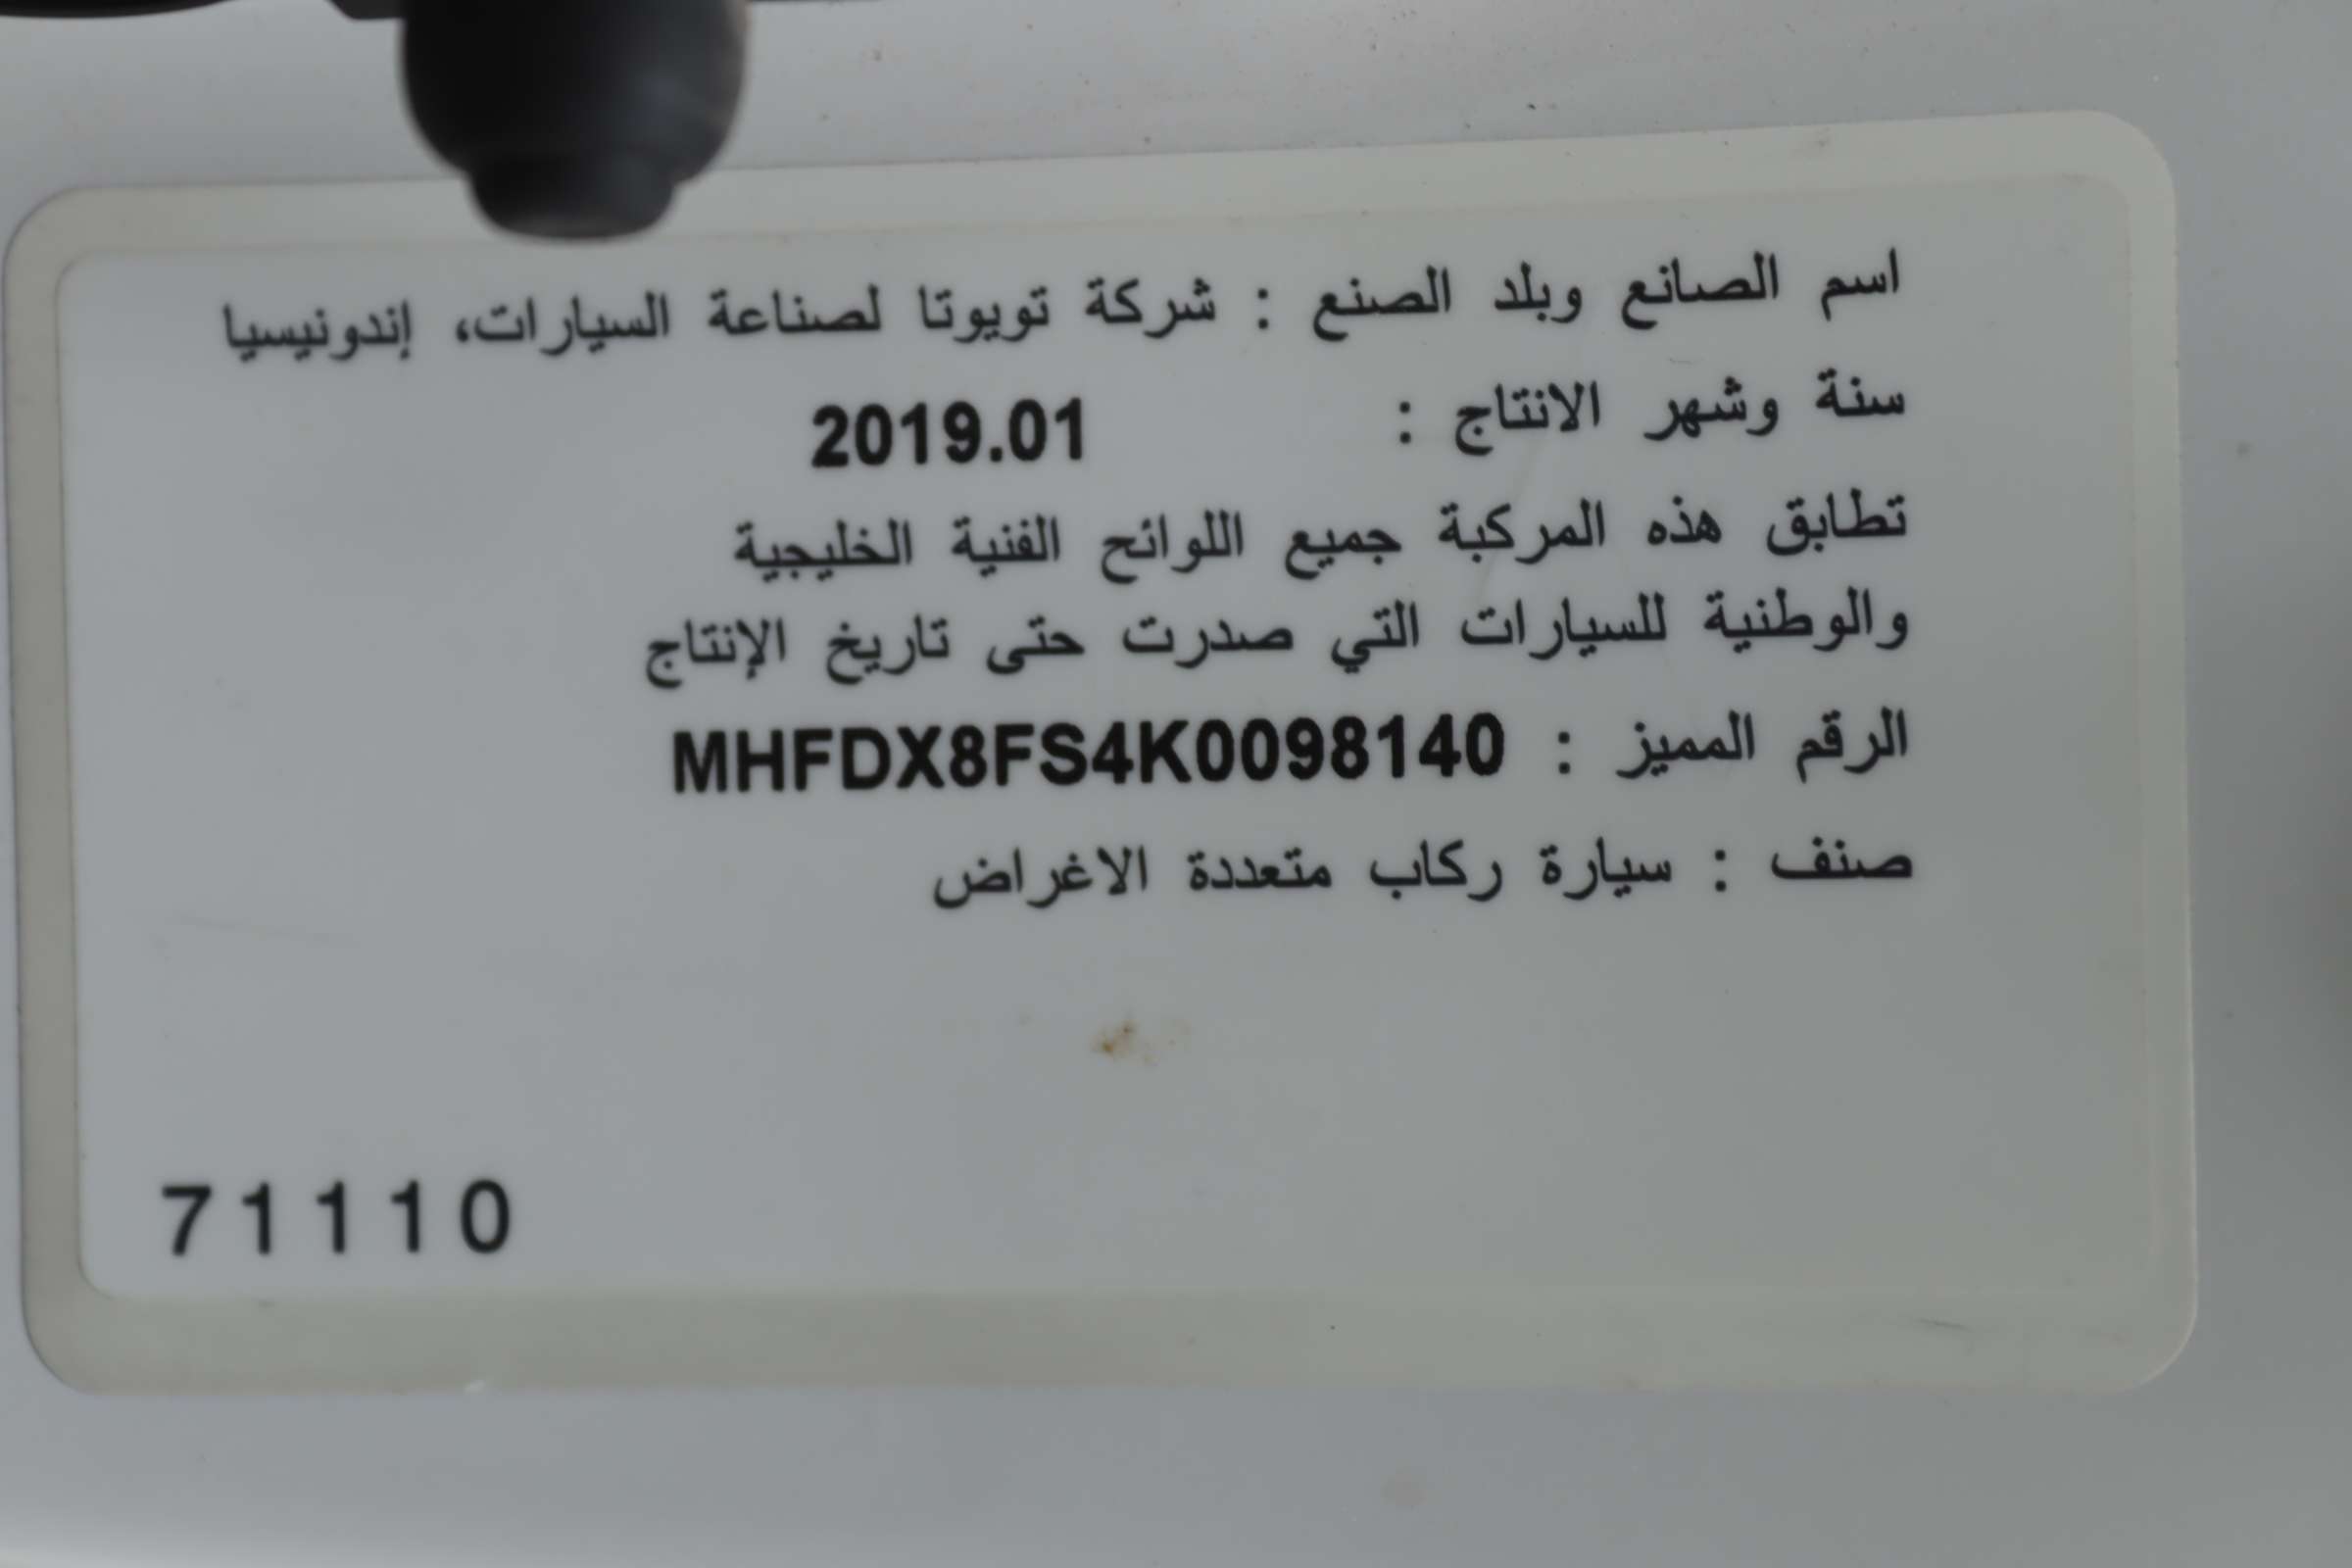 اسم الصانع وبلد الصنع : شركة تويوتا لصناعة السيارات، إندونيسيا
سنة وشهر الانتاج : 2019.01
تطابق هذه المركبة جميع اللوائح الفنية الخليجية
والوطنية للسيارات التي صدرت حتى تاريخ الإنتاج
الرقم المميز : MHFDX8FS4K0098140
صنف : سيارة ركاب متعددة الاغراض
71110